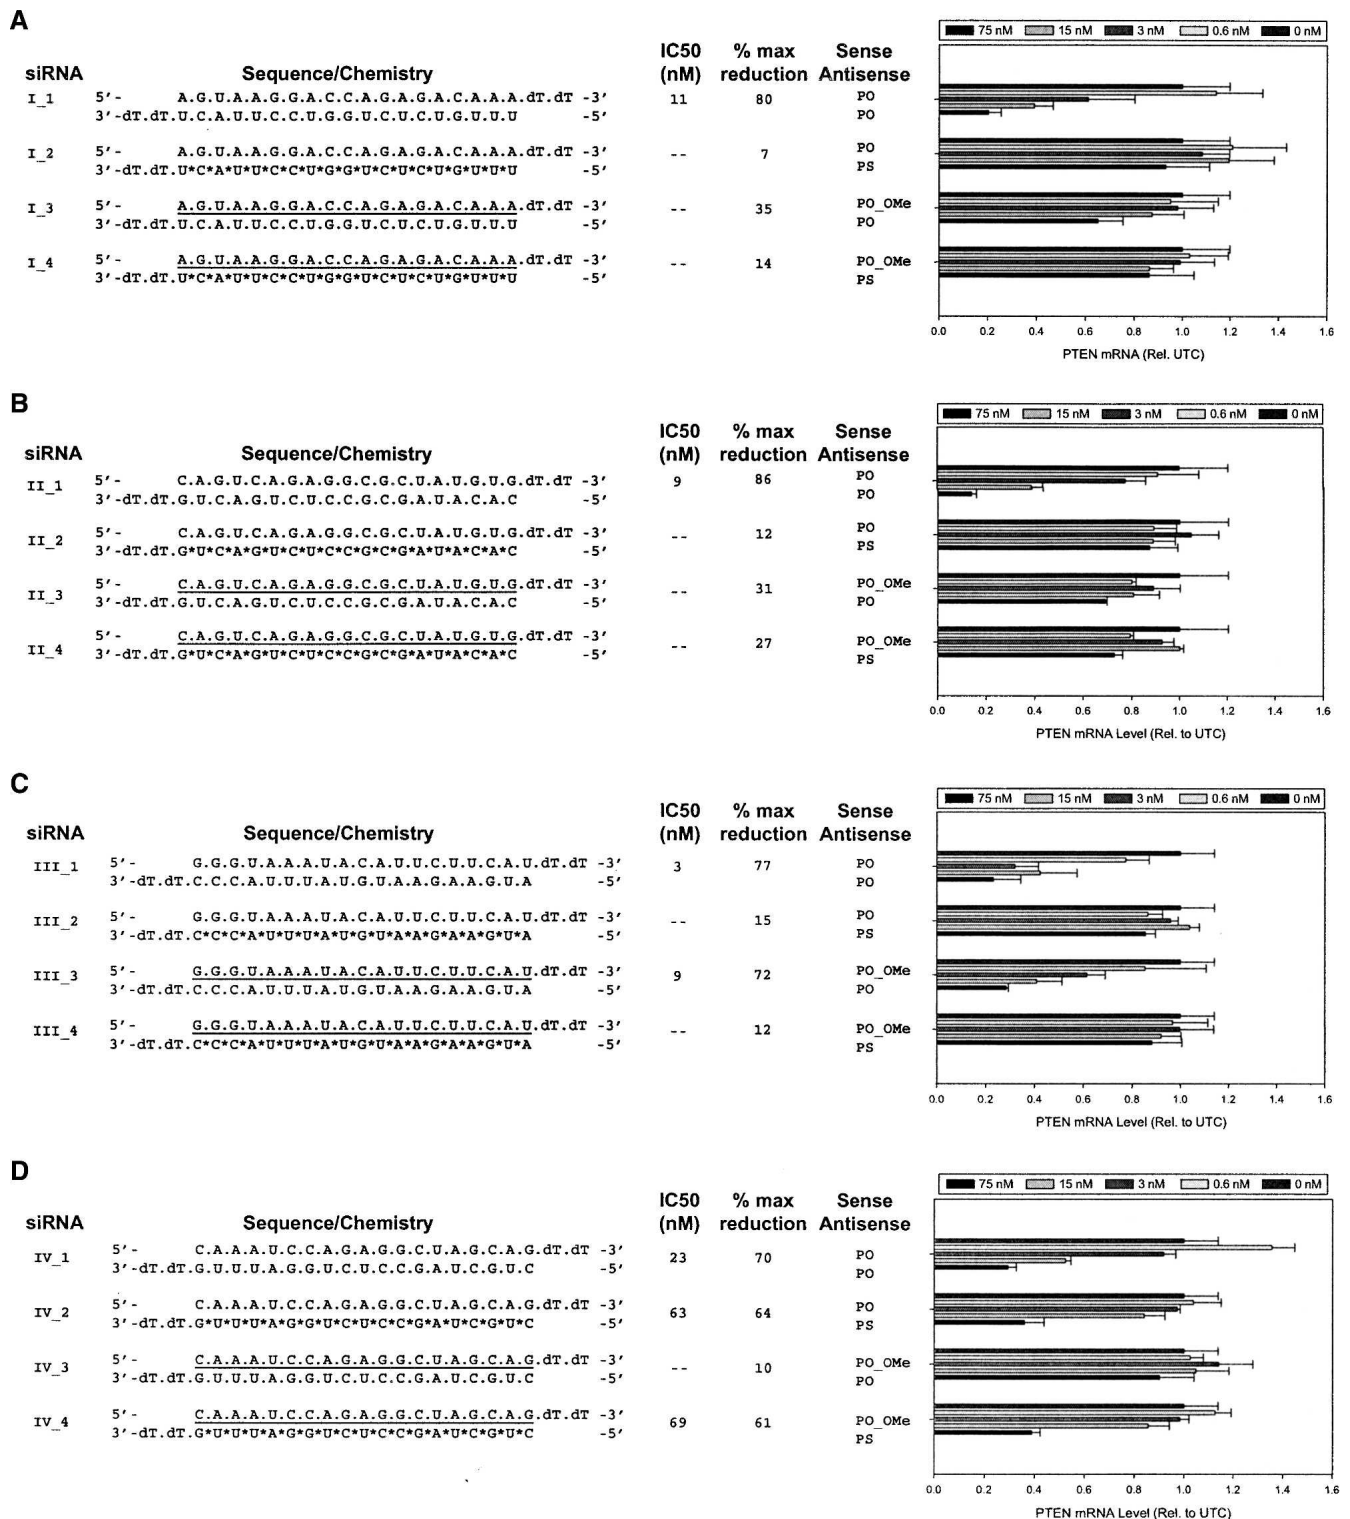 A
75 nM 15 nM 3 nM 0.6 nM 0 nM
siRNA Sequence/Chemistry IC50 (nM) % max reduction Sense Antisense
I_1 5'- A.G.U.A.A.G.G.A.C.C.A.G.A.G.A.C.A.A.A.dT.dT -3' 11 80 PO
3'-dT.dT.U.C.A.U.U.C.C.U.G.G.U.C.U.C.U.G.U.U.U -5' PO
I_2 5'- A.G.U.A.A.G.G.A.C.C.A.G.A.G.A.C.A.A.A.dT.dT -3' -- 7 PO
3'-dT.dT.U*C*A*U*U*C*C*U*G*G*U*C*U*C*U*G*U*U*U -5' PS
I_3 5'- A.G.U.A.A.G.G.A.C.C.A.G.A.G.A.C.A.A.A.dT.dT -3' -- 35 PO_OMe
3'-dT.dT.U.C.A.U.U.C.C.U.G.G.U.C.U.C.U.G.U.U.U -5' PO
I_4 5'- A.G.U.A.A.G.G.A.C.C.A.G.A.G.A.C.A.A.A.dT.dT -3' -- 14 PO_OMe
3'-dT.dT.U*C*A*U*U*C*C*U*G*G*U*C*U*C*U*G*U*U*U -5' PS
0.0 0.2 0.4 0.6 0.8 1.0 1.2 1.4 1.6
PTEN mRNA (Rel. UTC)
B
75 nM 15 nM 3 nM 0.6 nM 0 nM
siRNA Sequence/Chemistry IC50 (nM) % max reduction Sense Antisense
II_1 5'- C.A.G.U.C.A.G.A.G.G.C.G.C.U.A.U.G.U.G.dT.dT -3' 9 86 PO
3'-dT.dT.G.U.C.A.G.U.C.U.C.C.G.C.G.A.U.A.C.A.C -5' PO
II_2 5'- C.A.G.U.C.A.G.A.G.G.C.G.C.U.A.U.G.U.G.dT.dT -3' -- 12 PO
3'-dT.dT.G*U*C*A*G*U*C*U*C*C*G*C*G*A*U*A*C*A*C -5' PS
II_3 5'- C.A.G.U.C.A.G.A.G.G.C.G.C.U.A.U.G.U.G.dT.dT -3' -- 31 PO_OMe
3'-dT.dT.G.U.C.A.G.U.C.U.C.C.G.C.G.A.U.A.C.A.C -5' PO
II_4 5'- C.A.G.U.C.A.G.A.G.G.C.G.C.U.A.U.G.U.G.dT.dT -3' -- 27 PO_OMe
3'-dT.dT.G*U*C*A*G*U*C*U*C*C*G*C*G*A*U*A*C*A*C -5' PS
0.0 0.2 0.4 0.6 0.8 1.0 1.2 1.4 1.6
PTEN mRNA Level (Rel. to UTC)
C
75 nM 15 nM 3 nM 0.6 nM 0 nM
siRNA Sequence/Chemistry IC50 (nM) % max reduction Sense Antisense
III_1 5'- G.G.G.U.A.A.A.U.A.C.A.U.U.C.U.U.C.A.U.dT.dT -3' 3 77 PO
3'-dT.dT.C.C.C.A.U.U.U.A.U.G.U.A.A.G.A.A.G.U.A -5' PO
III_2 5'- G.G.G.U.A.A.A.U.A.C.A.U.U.C.U.U.C.A.U.dT.dT -3' -- 15 PO
3'-dT.dT.C*C*C*A*U*U*U*A*U*G*U*A*A*G*A*A*G*U*A -5' PS
III_3 5'- G.G.G.U.A.A.A.U.A.C.A.U.U.C.U.U.C.A.U.dT.dT -3' 9 72 PO_OMe
3'-dT.dT.C.C.C.A.U.U.U.A.U.G.U.A.A.G.A.A.G.U.A -5' PO
III_4 5'- G.G.G.U.A.A.A.U.A.C.A.U.U.C.U.U.C.A.U.dT.dT -3' -- 12 PO_OMe
3'-dT.dT.C*C*C*A*U*U*U*A*U*G*U*A*A*G*A*A*G*U*A -5' PS
0.0 0.2 0.4 0.6 0.8 1.0 1.2 1.4 1.6
PTEN mRNA Level (Rel. to UTC)
D
75 nM 15 nM 3 nM 0.6 nM 0 nM
siRNA Sequence/Chemistry IC50 (nM) % max reduction Sense Antisense
IV_1 5'- C.A.A.A.U.C.C.A.G.A.G.G.C.U.A.G.C.A.G.dT.dT -3' 23 70 PO
3'-dT.dT.G.U.U.U.A.G.G.U.C.U.C.C.G.A.U.C.G.U.C -5' PO
IV_2 5'- C.A.A.A.U.C.C.A.G.A.G.G.C.U.A.G.C.A.G.dT.dT -3' 63 64 PO
3'-dT.dT.G*U*U*U*A*G*G*U*C*U*C*C*G*A*U*C*G*U*C -5' PS
IV_3 5'- C.A.A.A.U.C.C.A.G.A.G.G.C.U.A.G.C.A.G.dT.dT -3' -- 10 PO_OMe
3'-dT.dT.G.U.U.U.A.G.G.U.C.U.C.C.G.A.U.C.G.U.C -5' PO
IV_4 5'- C.A.A.A.U.C.C.A.G.A.G.G.C.U.A.G.C.A.G.dT.dT -3' 69 61 PO_OMe
3'-dT.dT.G*U*U*U*A*G*G*U*C*U*C*C*G*A*U*C*G*U*C -5' PS
0.0 0.2 0.4 0.6 0.8 1.0 1.2 1.4 1.6
PTEN mRNA Level (Rel. to UTC)